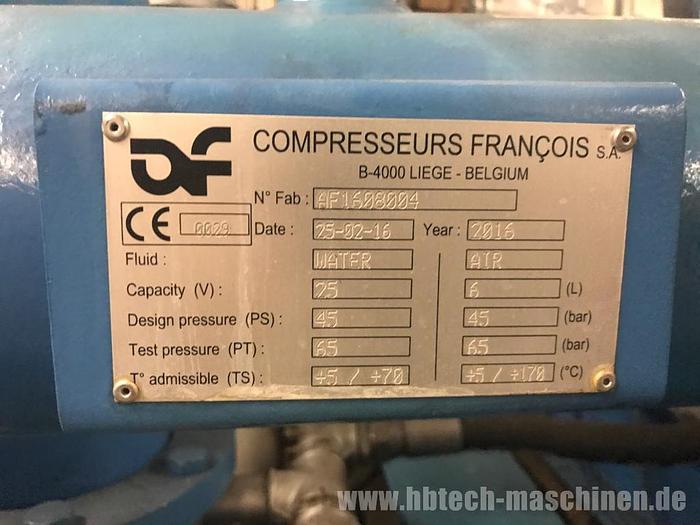 AF
COMPRESSEURS FRANÇOIS S.A.
B-4000 LIEGE - BELGIUM
N° Fab : AF1608004
CE 0029 Date : 25-02-16 Year : 2016
Fluid : WATER AIR
Capacity (V) : 25 6 (L)
Design pressure (PS) : 45 45 (bar)
Test pressure (PT) : 65 65 (bar)
T° admissible (TS) : +5 / +70 +5 / +170 (°C)
www.hbtech-maschinen.de